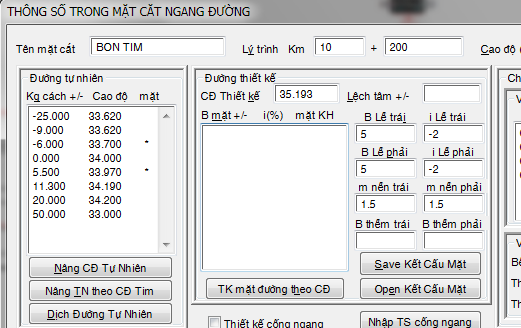 THÔNG SỐ TRONG MẶT CẮT NGANG ĐƯỜNG
Tên mặt cắt BON TIM Lý trình Km 10 + 200 Cao độ
Đường tự nhiên
Kg cách +/- Cao độ mặt
-25.000 33.620
-9.000 33.620
-6.000 33.700 *
0.000 34.000
5.500 33.970 *
11.300 34.190
20.000 34.200
50.000 33.000
Nâng CĐ Tự Nhiên
Nâng TN theo CĐ Tim
Dịch Đường Tự Nhiên
Đường thiết kế
CĐ Thiết kế 35.193 Lệch tâm +/-
B mặt +/- i(%) mặt KH
B Lề trái i Lề trái
5 -2
B Lề phải i Lề phải
5 -2
m nền trái m nền phải
1.5 1.5
B thềm trái B thềm phải
Save Kết Cấu Mặt
TK mặt đường theo CĐ Open Kết Cấu Mặt
Thiết kế cống ngang Nhập TS cống ngang